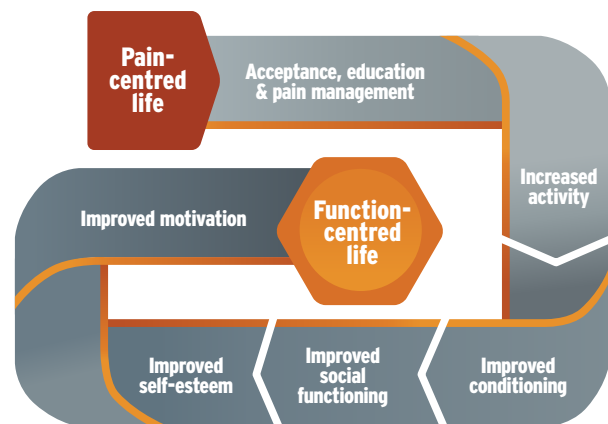 Pain-
centred
life
Acceptance, education
& pain management
Increased
activity
Improved
conditioning
Improved
social
functioning
Improved
self-esteem
Improved motivation
Function-
centred
life